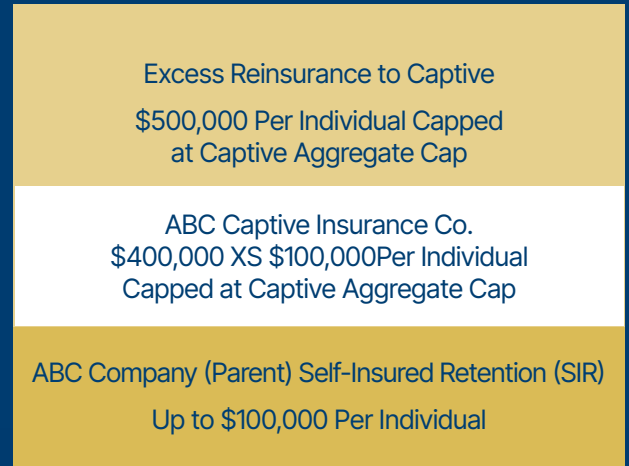 Excess Reinsurance to Captive
$500,000 Per Individual Capped
at Captive Aggregate Cap
ABC Captive Insurance Co.
$400,000 XS $100,000Per Individual
Capped at Captive Aggregate Cap
ABC Company (Parent) Self-Insured Retention (SIR)
Up to $100,000 Per Individual